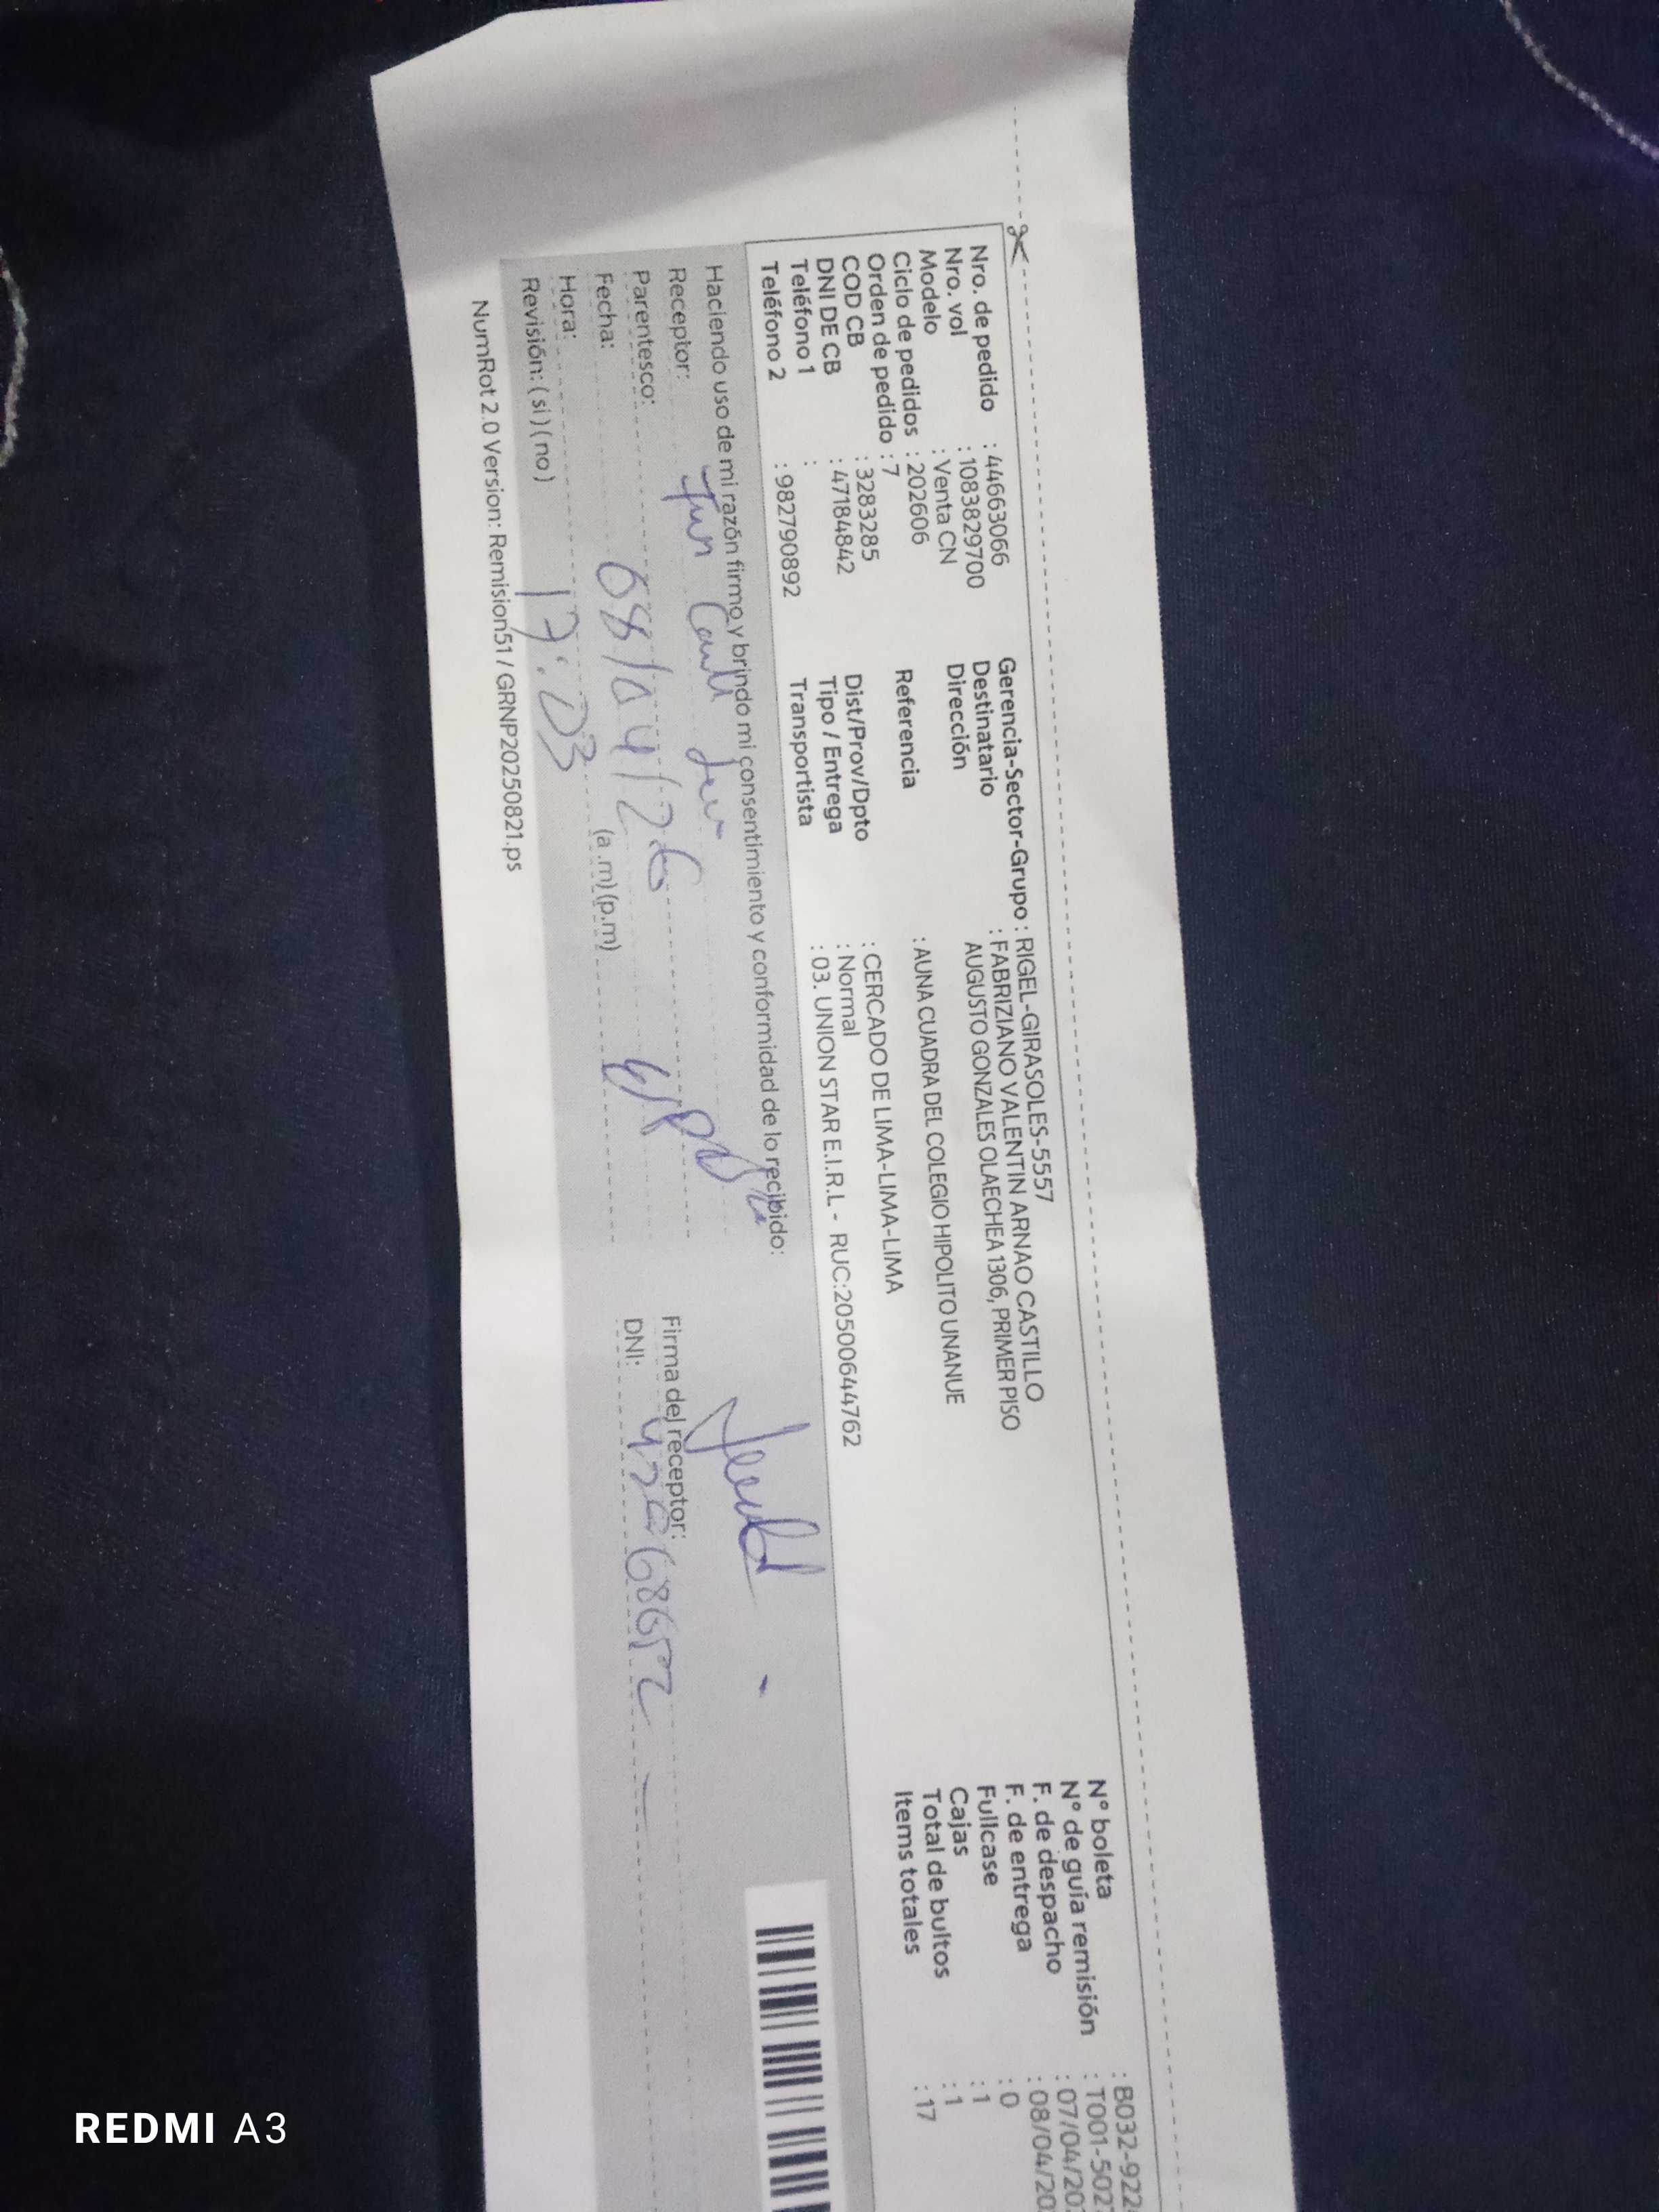 Nro. de pedido : 44663066
Nro. vol : 1083829700
Modelo : Venta CN
Ciclo de pedidos : 202606
Orden de pedido : 7
COD CB : 3283285
DNI DE CB : 47184842
Teléfono 1 :
Teléfono 2 : 982790892
Gerencia-Sector-Grupo : RIGEL-GIRASOLES-5557
Destinatario : FABRIZIANO VALENTIN ARNAO CASTILLO
Dirección AUGUSTO GONZALES OLAECHEA 1306, PRIMER PISO
Referencia : AUNA CUADRA DEL COLEGIO HIPOLITO UNANUE
Dist/Prov/Dpto : CERCADO DE LIMA-LIMA-LIMA
Tipo / Entrega : Normal
Transportista : 03. UNION STAR E.I.R.L - RUC:20500644762
N° boleta : B032-922
N° de guía remisión : T001-502
F. de despacho : 07/04/20
F. de entrega : 08/04/20
Fullcase : 0
Cajas : 1
Total de bultos : 1
Items totales : 17
Haciendo uso de mi razón firmo y brindo mi consentimiento y conformidad de lo recibido:
Receptor:
Parentesco:
Fecha: 08/04/26
Hora: 17:03 (a.m)(p.m)
Revisión: (si)(no)
Firma del receptor:
DNI:
NumRot 2.0 Version: Remision51 / GRNP20250821.ps
REDMI A3